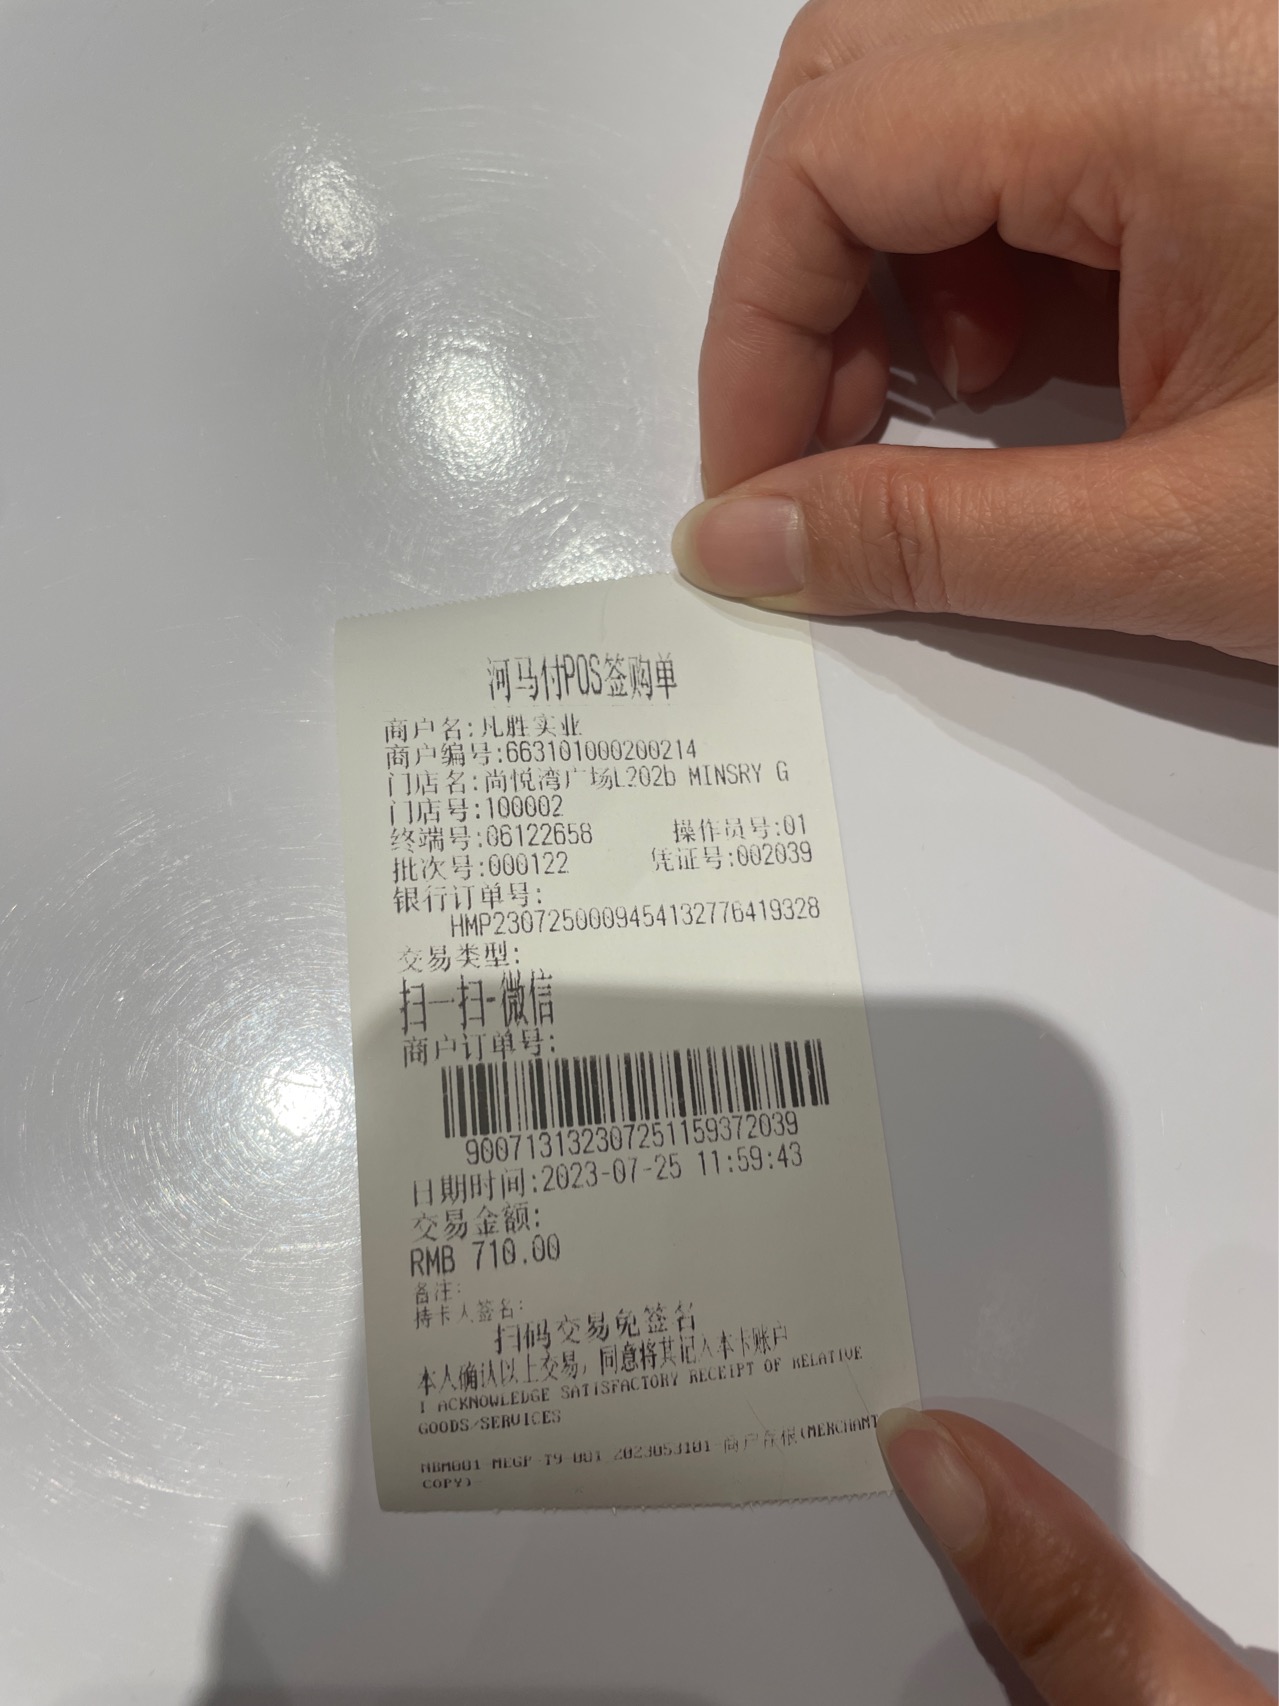 河马付POS签购单
商户名:凡胜实业
商户编号:663101000200214
门店名:尚悦湾广场L202b MINSRY G
门店号:100002
终端号:06122658 操作员号:01
批次号:000122 凭证号:002039
银行订单号:
HMP2307250009454132776419328
交易类型:
扫一扫-微信
商户订单号:
900713132307251159372039
日期时间:2023-07-25 11:59:43
交易金额:
RMB 710.00
备注:
持卡人签名:
扫码交易免签名
本人确认以上交易,同意将其记入本卡账户
I ACKNOWLEDGE SATISFACTORY RECEIPT OF RELATIVE
GOODS/SERVICES
商户存根(MERCHANT
COPY)-